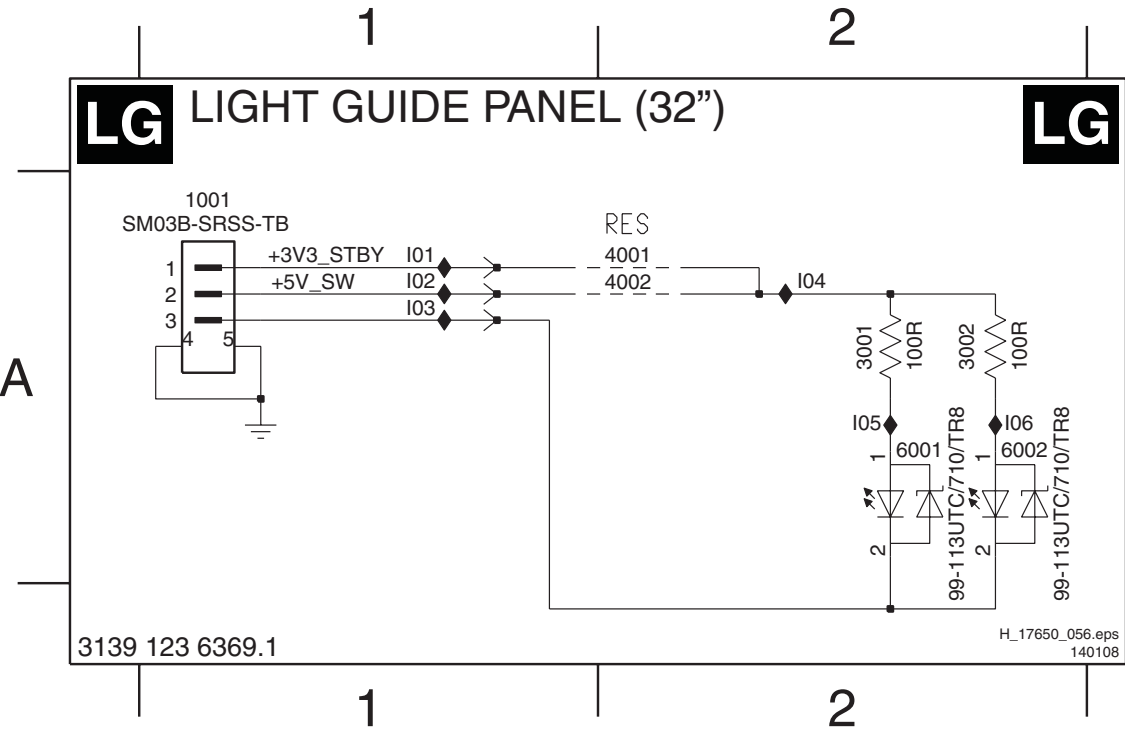 1
2
LG
LIGHT GUIDE PANEL (32”)
LG
A
1001
SM03B-SRSS-TB
RES
1
+3V3_STBY
I01
4001
2
+5V_SW
I02
4002
I04
3
I03
4
5
3001
100R
3002
100R
I05
I06
1
6001
1
6002
2
99-113UTC/710/TR8
2
99-113UTC/710/TR8
3139 123 6369.1
H_17650_056.eps
140108
1
2